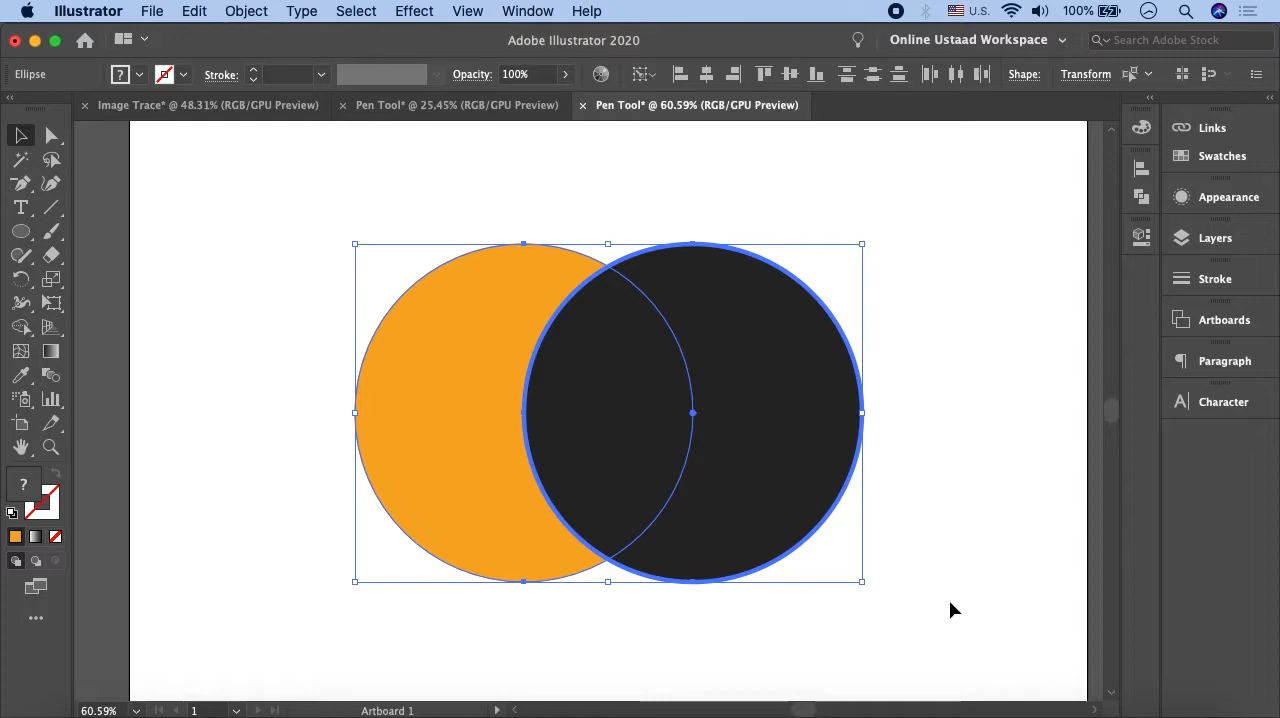 Illustrator File Edit Object Type Select Effect View Window Help U.S. 100%
Adobe Illustrator 2020 Online Ustaad Workspace Search Adobe Stock
Ellipse ? Stroke: Opacity: 100% Shape: Transform
Image Trace* @ 48.31% (RGB/GPU Preview) Pen Tool* @ 25.45% (RGB/GPU Preview) Pen Tool* @ 60.59% (RGB/GPU Preview)
Links
Swatches
Appearance
Layers
Stroke
Artboards
Paragraph
Character
?
60.59% 1 Artboard 1